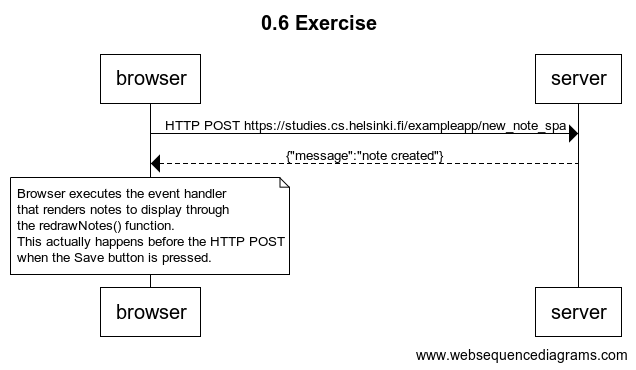 0.6 Exercise
browser
server
HTTP POST https://studies.cs.helsinki.fi/exampleapp/new_note_spa
{"message":"note created"}
Browser executes the event handler
that renders notes to display through
the redrawNotes() function.
This actually happens before the HTTP POST
when the Save button is pressed.
browser
server
www.websequencediagrams.com